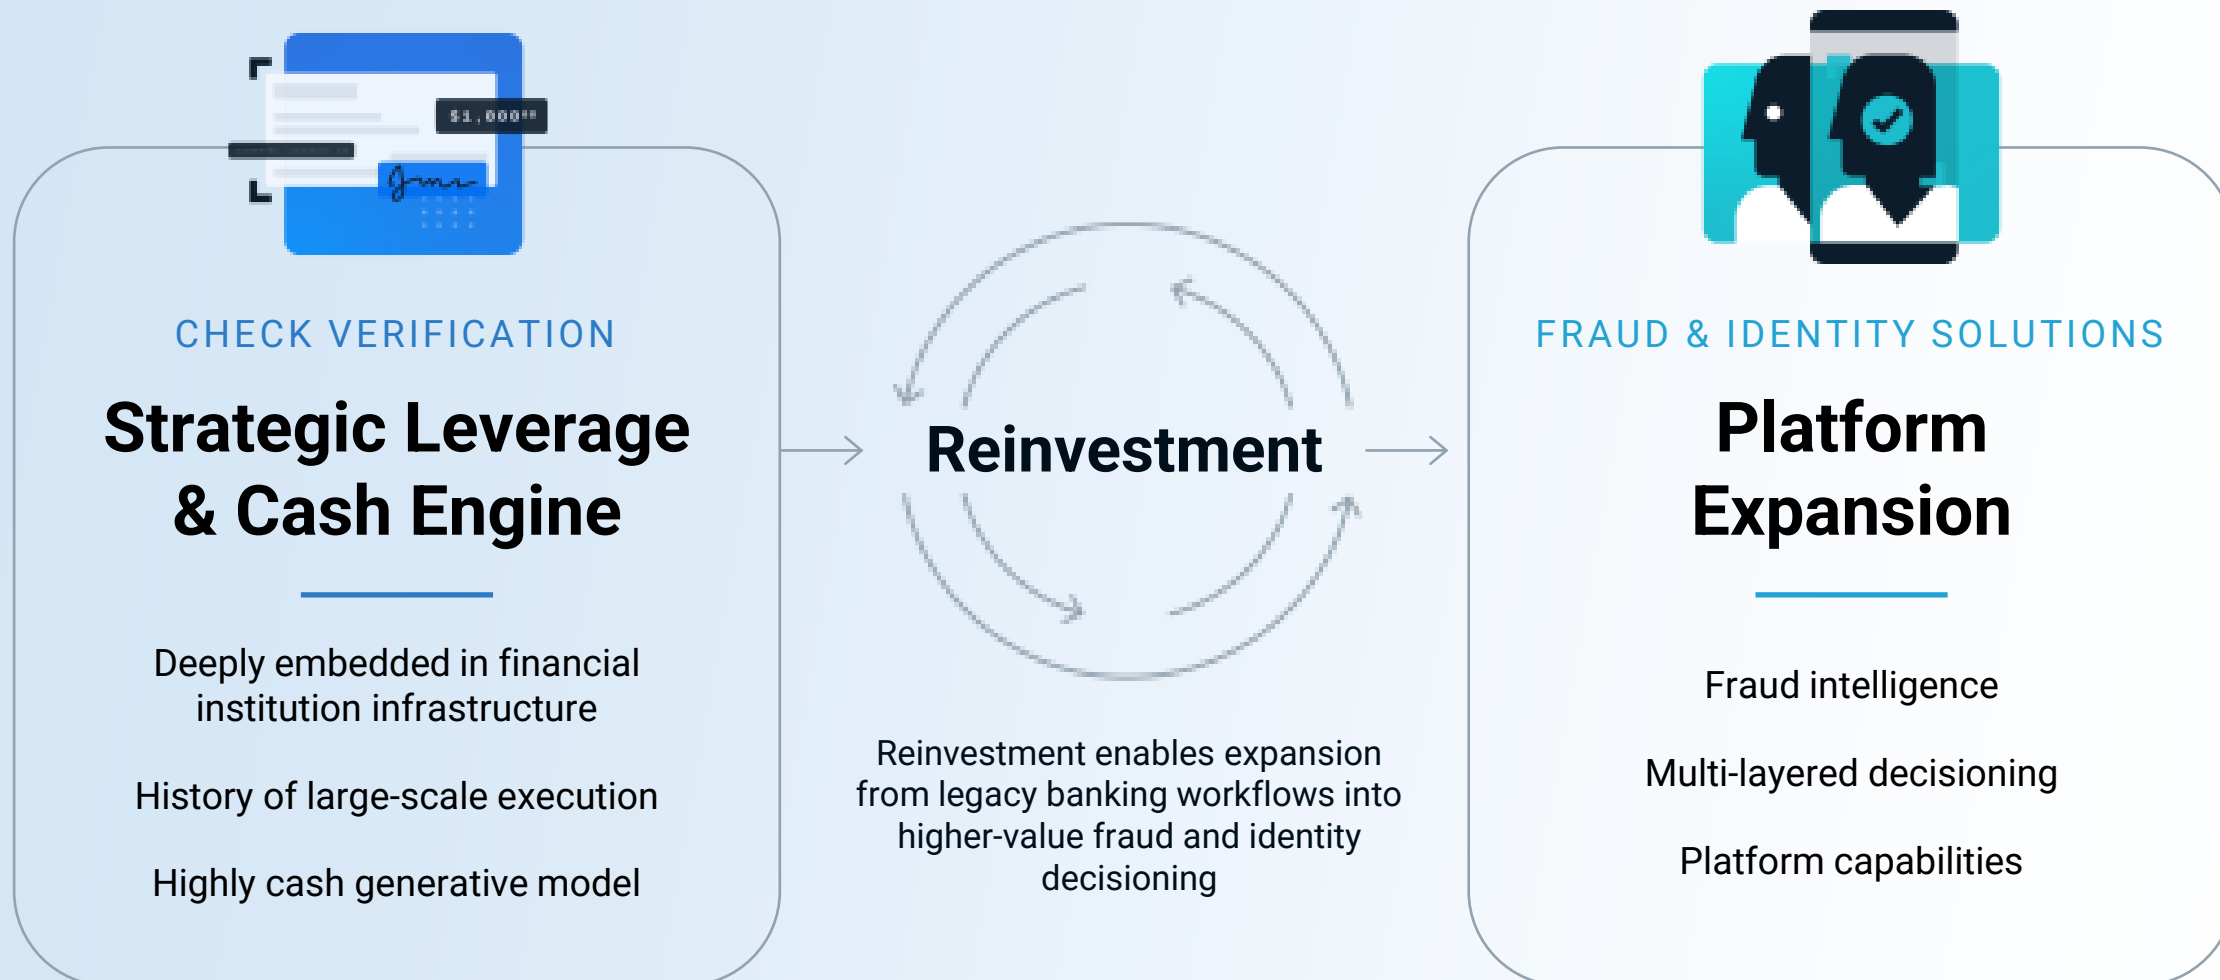 $1,000
CHECK VERIFICATION
Strategic Leverage
& Cash Engine
Deeply embedded in financial
institution infrastructure
History of large-scale execution
Highly cash generative model
Reinvestment
Reinvestment enables expansion
from legacy banking workflows into
higher-value fraud and identity
decisioning
FRAUD & IDENTITY SOLUTIONS
Platform
Expansion
Fraud intelligence
Multi-layered decisioning
Platform capabilities